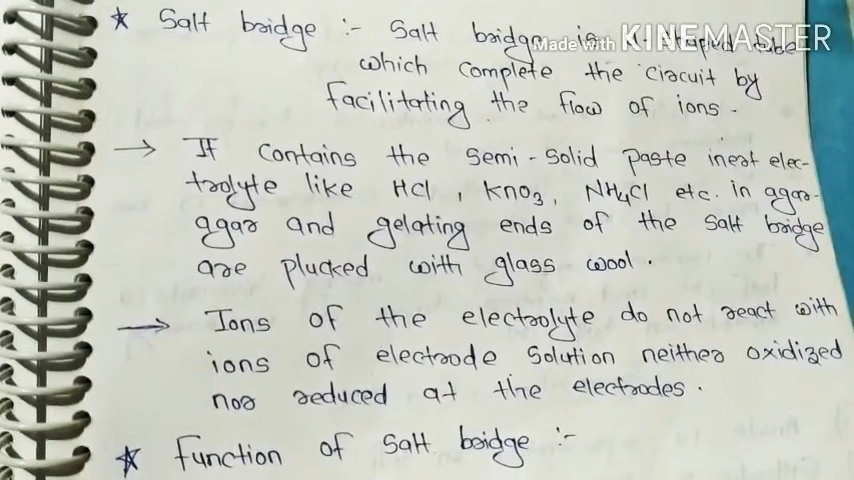 * Salt bridge :- Salt bridge is U-shaped tube
Made with KINEMASTER
which complete the circuit by
facilitating the flow of ions.
→ It contains the semi-solid paste inert elec-
trolyte like HCl, KNO3, NH4Cl etc. in agar-
agar and gelating ends of the salt bridge
are plucked with glass wool.
→ Ions of the electrolyte do not react with
ions of electrode solution neither oxidized
nor reduced at the electrodes.
* Function of Salt bridge :-